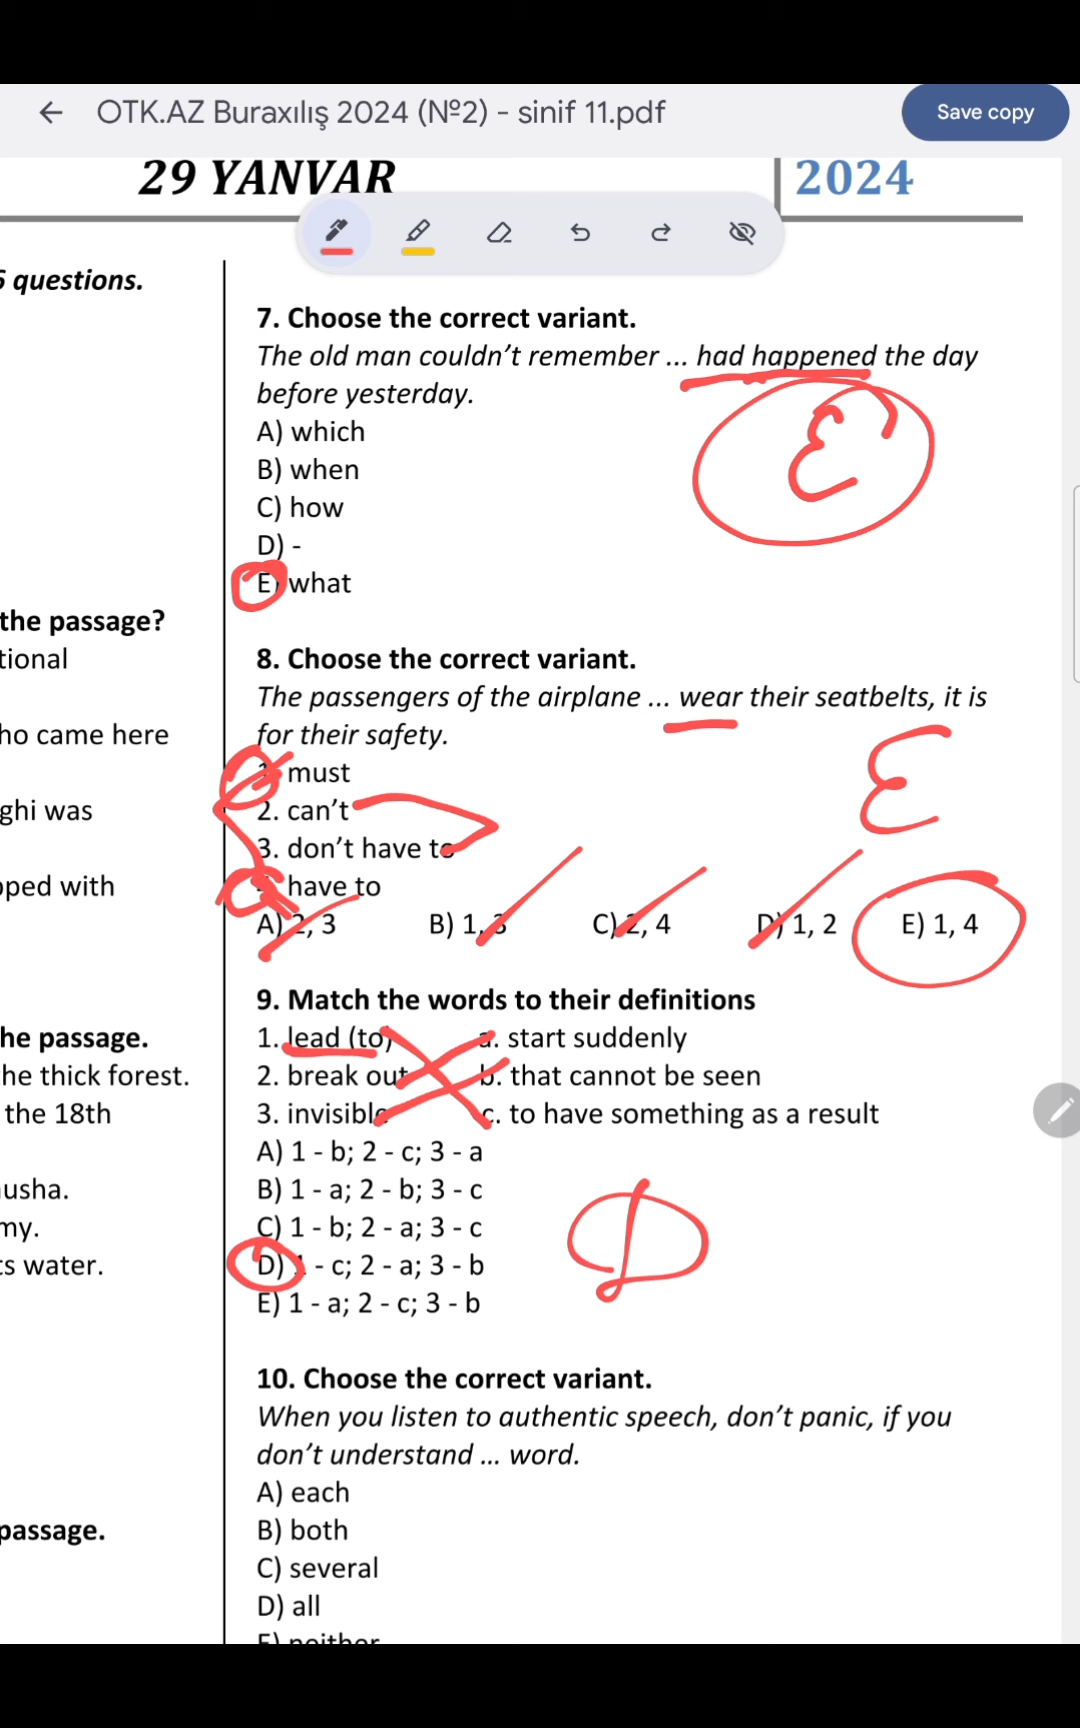 OTK.AZ Buraxılış 2024 (№2) - sinif 11.pdf
Save copy
29 YANVAR
2024
questions.
the passage?
tional
ho came here
ghi was
pped with
he passage.
he thick forest.
the 18th
usha.
my.
ts water.
passage.
7. Choose the correct variant.
The old man couldn't remember ... had happened the day
before yesterday.
A) which
B) when
C) how
D) -
E) what
E
8. Choose the correct variant.
The passengers of the airplane ... wear their seatbelts, it is
for their safety.
must
2. can't
3. don't have to
have to
A) 2, 3 B) 1, 3 C) 2, 4 D) 1, 2 E) 1, 4
E
9. Match the words to their definitions
1. lead (to) a. start suddenly
2. break out b. that cannot be seen
3. invisible c. to have something as a result
A) 1 - b; 2 - c; 3 - a
B) 1 - a; 2 - b; 3 - c
C) 1 - b; 2 - a; 3 - c
D) 1 - c; 2 - a; 3 - b
E) 1 - a; 2 - c; 3 - b
D
10. Choose the correct variant.
When you listen to authentic speech, don't panic, if you
don't understand ... word.
A) each
B) both
C) several
D) all
E) neither